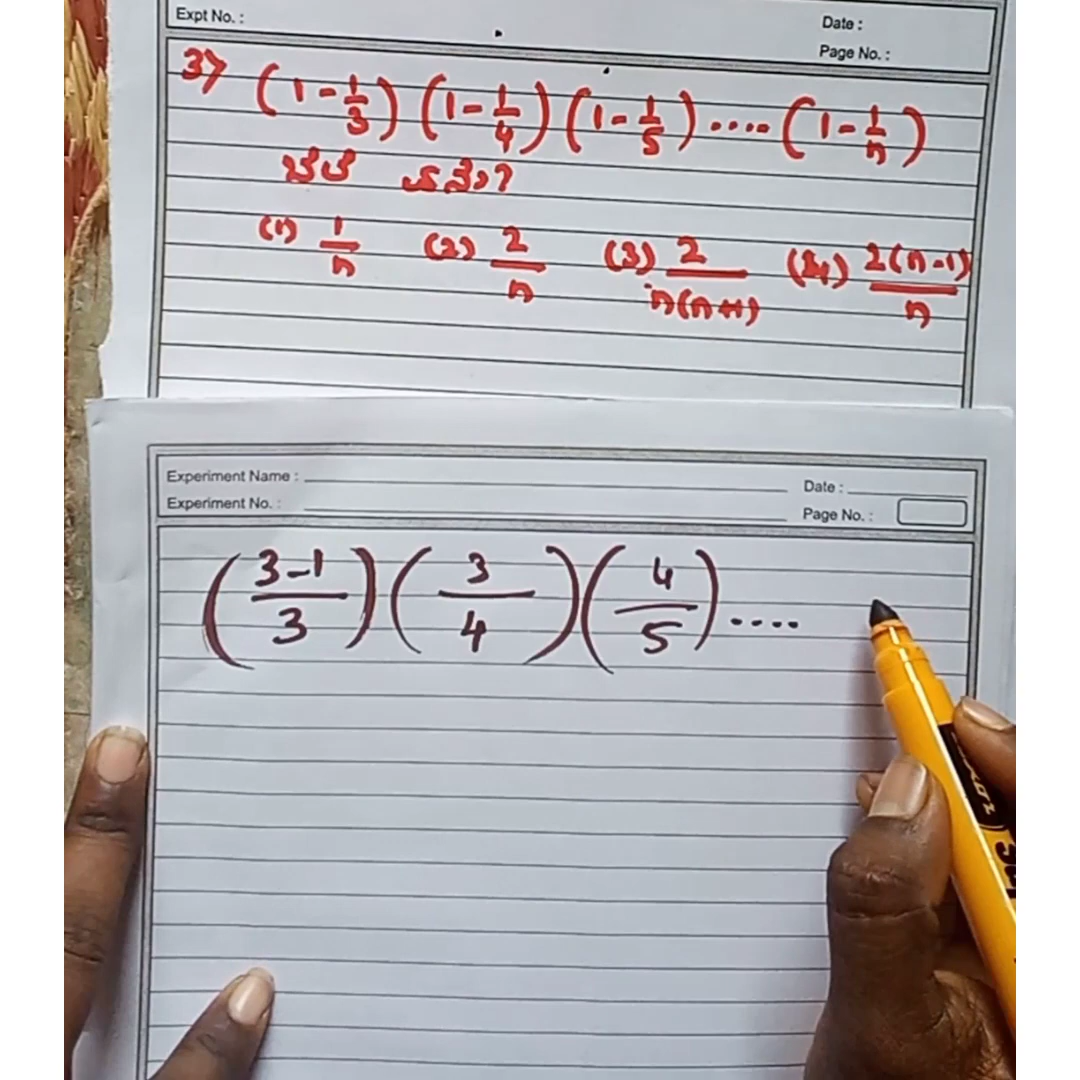 Expt No. :
Date :
Page No. :
3> (1-1/3) (1-1/4) (1-1/5) .... (1-1/n)
(1) 1/n (2) 2/n (3) 2/n(n+1) (4) 2(n-1)/n
Experiment Name :
Date :
Experiment No. :
Page No. :
(3-1/3) (3/4) (4/5) ....